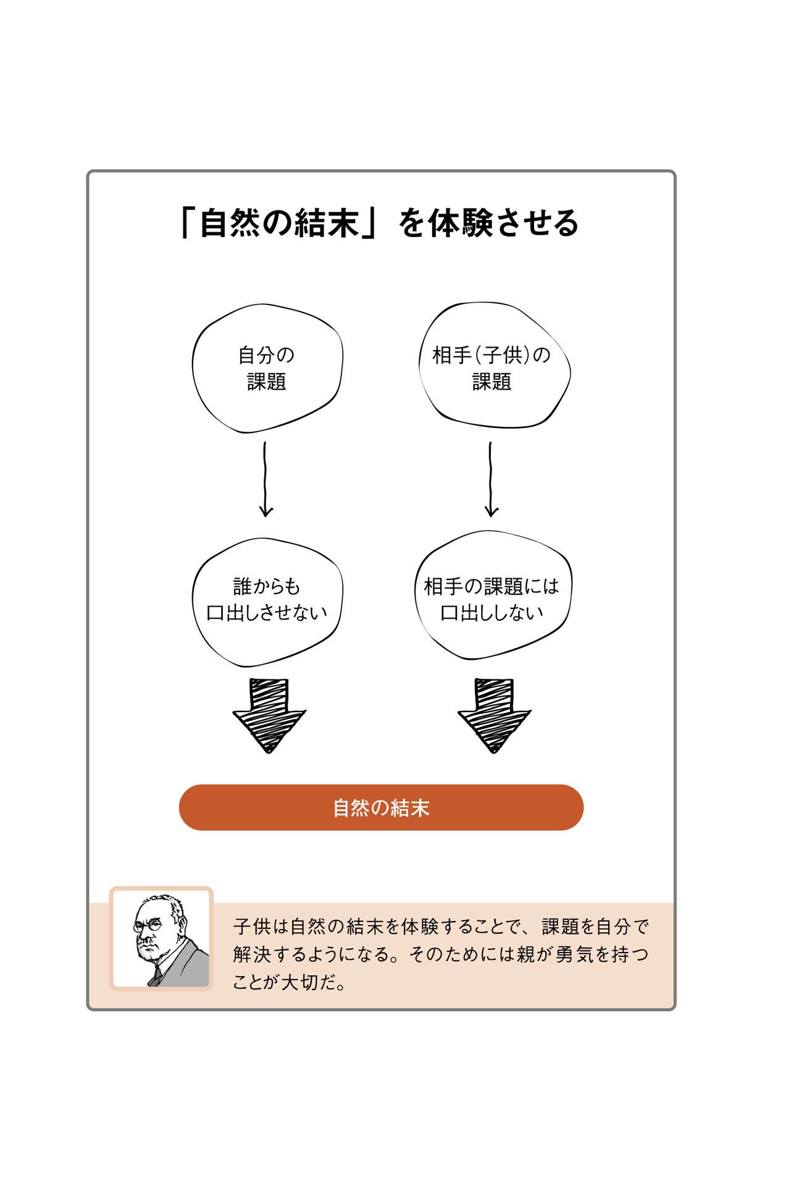 「自然の結末」を体験させる
自分の
課題
相手(子供)の
課題
誰からも
口出しさせない
相手の課題には
口出ししない
自然の結末
子供は自然の結末を体験することで、課題を自分で
解決するようになる。そのためには親が勇気を持つ
ことが大切だ。